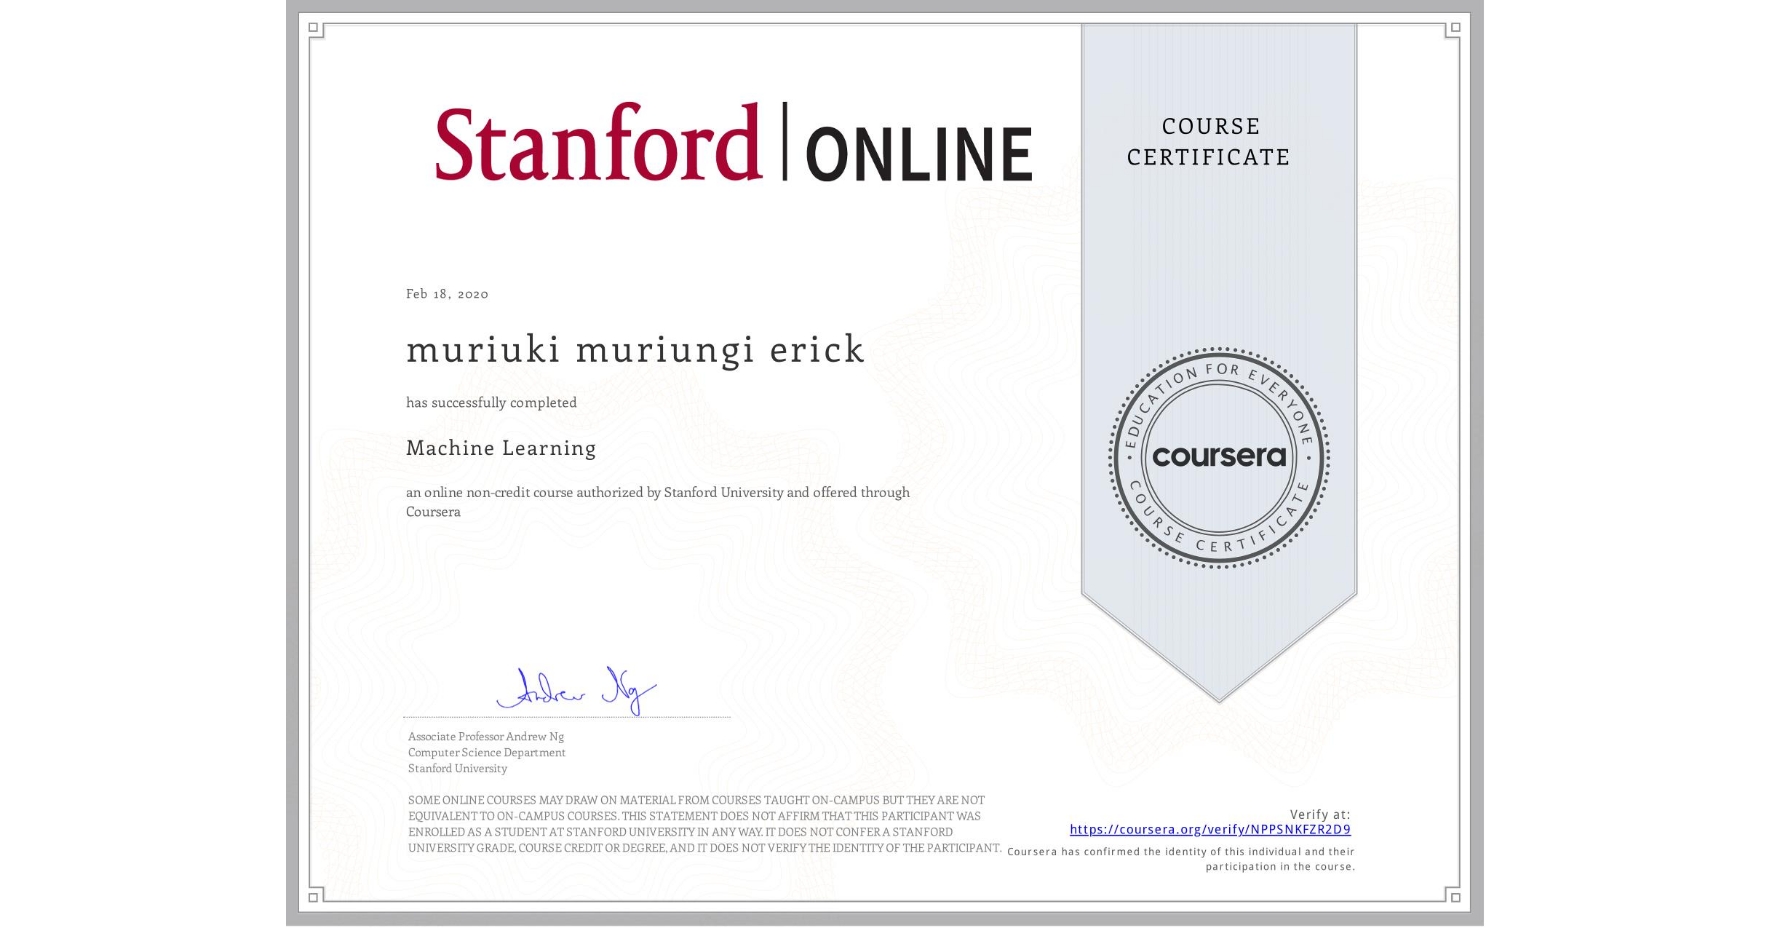 Stanford | ONLINE
COURSE
CERTIFICATE
Feb 18, 2020
muriuki muriungi erick
has successfully completed
Machine Learning
an online non-credit course authorized by Stanford University and offered through
Coursera
EDUCATION FOR EVERYONE
coursera
COURSE CERTIFICATE
Andrew Ng
Associate Professor Andrew Ng
Computer Science Department
Stanford University
SOME ONLINE COURSES MAY DRAW ON MATERIAL FROM COURSES TAUGHT ON-CAMPUS BUT THEY ARE NOT
EQUIVALENT TO ON-CAMPUS COURSES. THIS STATEMENT DOES NOT AFFIRM THAT THIS PARTICIPANT WAS
ENROLLED AS A STUDENT AT STANFORD UNIVERSITY IN ANY WAY. IT DOES NOT CONFER A STANFORD
UNIVERSITY GRADE, COURSE CREDIT OR DEGREE, AND IT DOES NOT VERIFY THE IDENTITY OF THE PARTICIPANT.
Verify at:
https://coursera.org/verify/NPPSNKFZR2D9
Coursera has confirmed the identity of this individual and their
participation in the course.